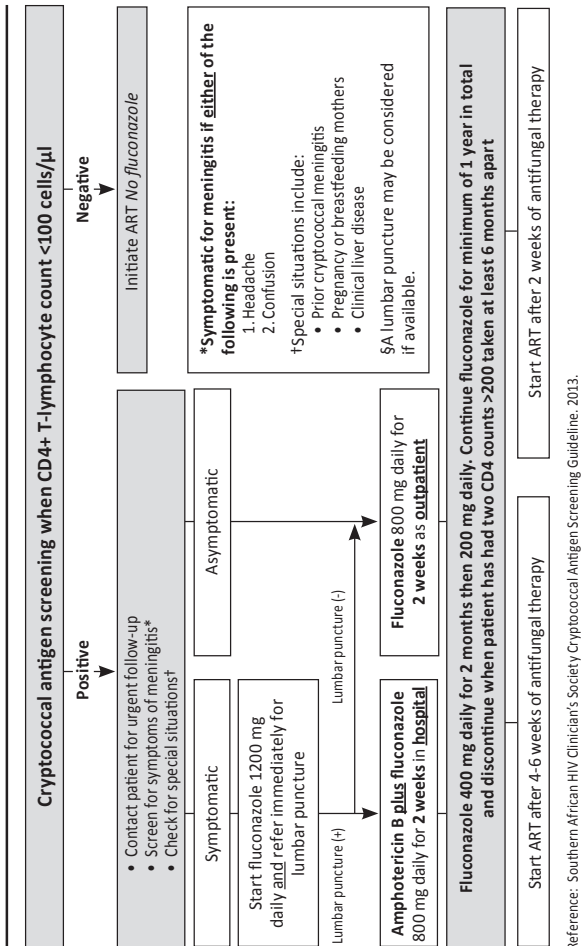 Cryptococcal antigen screening when CD4+ T-lymphocyte count <100 cells/µl
Positive
Negative
• Contact patient for urgent follow-up
• Screen for symptoms of meningitis*
• Check for special situations†
Initiate ART No fluconazole
Symptomatic
Asymptomatic
Start fluconazole 1200 mg
daily and refer immediately for
lumbar puncture
*Symptomatic for meningitis if either of the
following is present:
1. Headache
2. Confusion
†Special situations include:
• Prior cryptococcal meningitis
• Pregnancy or breastfeeding mothers
• Clinical liver disease
§A lumbar puncture may be considered
if available.
Lumbar puncture (+)
Lumbar puncture (-)
Amphotericin B plus fluconazole
800 mg daily for 2 weeks in hospital
Fluconazole 800 mg daily for
2 weeks as outpatient
Fluconazole 400 mg daily for 2 months then 200 mg daily. Continue fluconazole for minimum of 1 year in total
and discontinue when patient has had two CD4 counts >200 taken at least 6 months apart
Start ART after 4-6 weeks of antifungal therapy
Start ART after 2 weeks of antifungal therapy
Reference: Southern African HIV Clinician's Society Cryptococcal Antigen Screening Guideline. 2013.